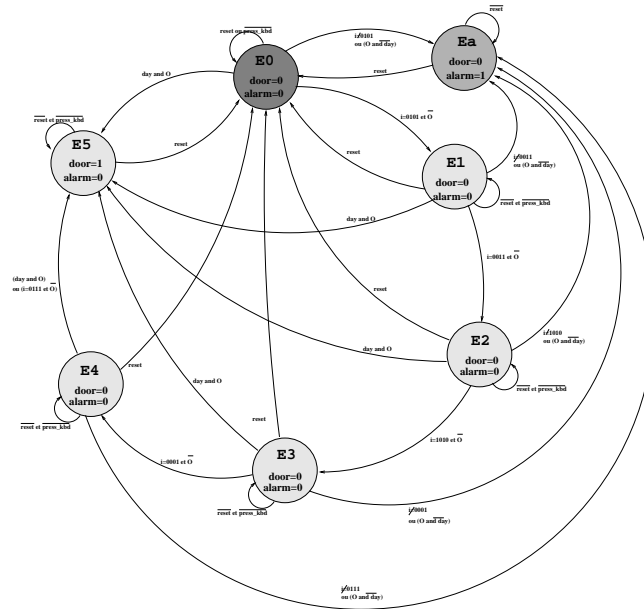 reset ou press_kbd
E0
door=0
alarm=0
i≠0101
ou (O and day)
reset
Ea
door=0
alarm=1
reset
day and O
i=0101 et O
reset et press_kbd
E5
door=1
alarm=0
reset
reset
E1
door=0
alarm=0
i≠0011
ou (O and day)
reset et press_kbd
day and O
i=0011 et O
(day and O)
ou (i=0111 et O)
reset
E2
door=0
alarm=0
i≠1010
ou (O and day)
reset et press_kbd
day and O
reset
E4
door=0
alarm=0
reset et press_kbd
day and O
reset
i=1010 et O
i=0001 et O
E3
door=0
alarm=0
reset et press_kbd
i≠0001
ou (O and day)
i≠0111
ou (O and day)